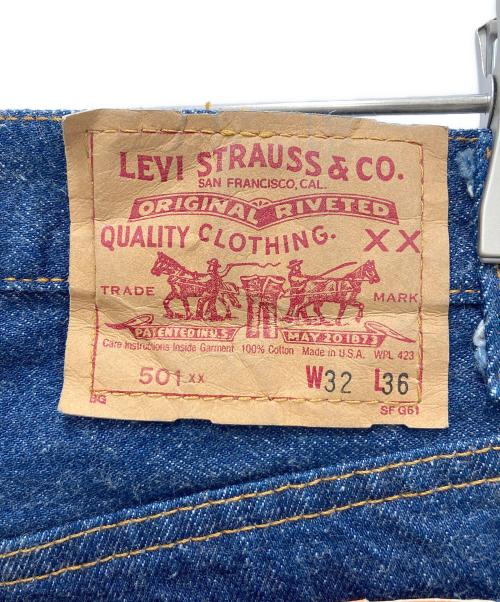 LEVI STRAUSS & CO.
SAN FRANCISCO, CAL.
ORIGINAL RIVETED
QUALITY CLOTHING. XX
TRADE MARK
PATENTED IN U.S. MAY 20 1873
Care Instructions Inside Garment 100% Cotton Made in U.S.A. WPL 423
501 XX W32 L36
BG SF G61